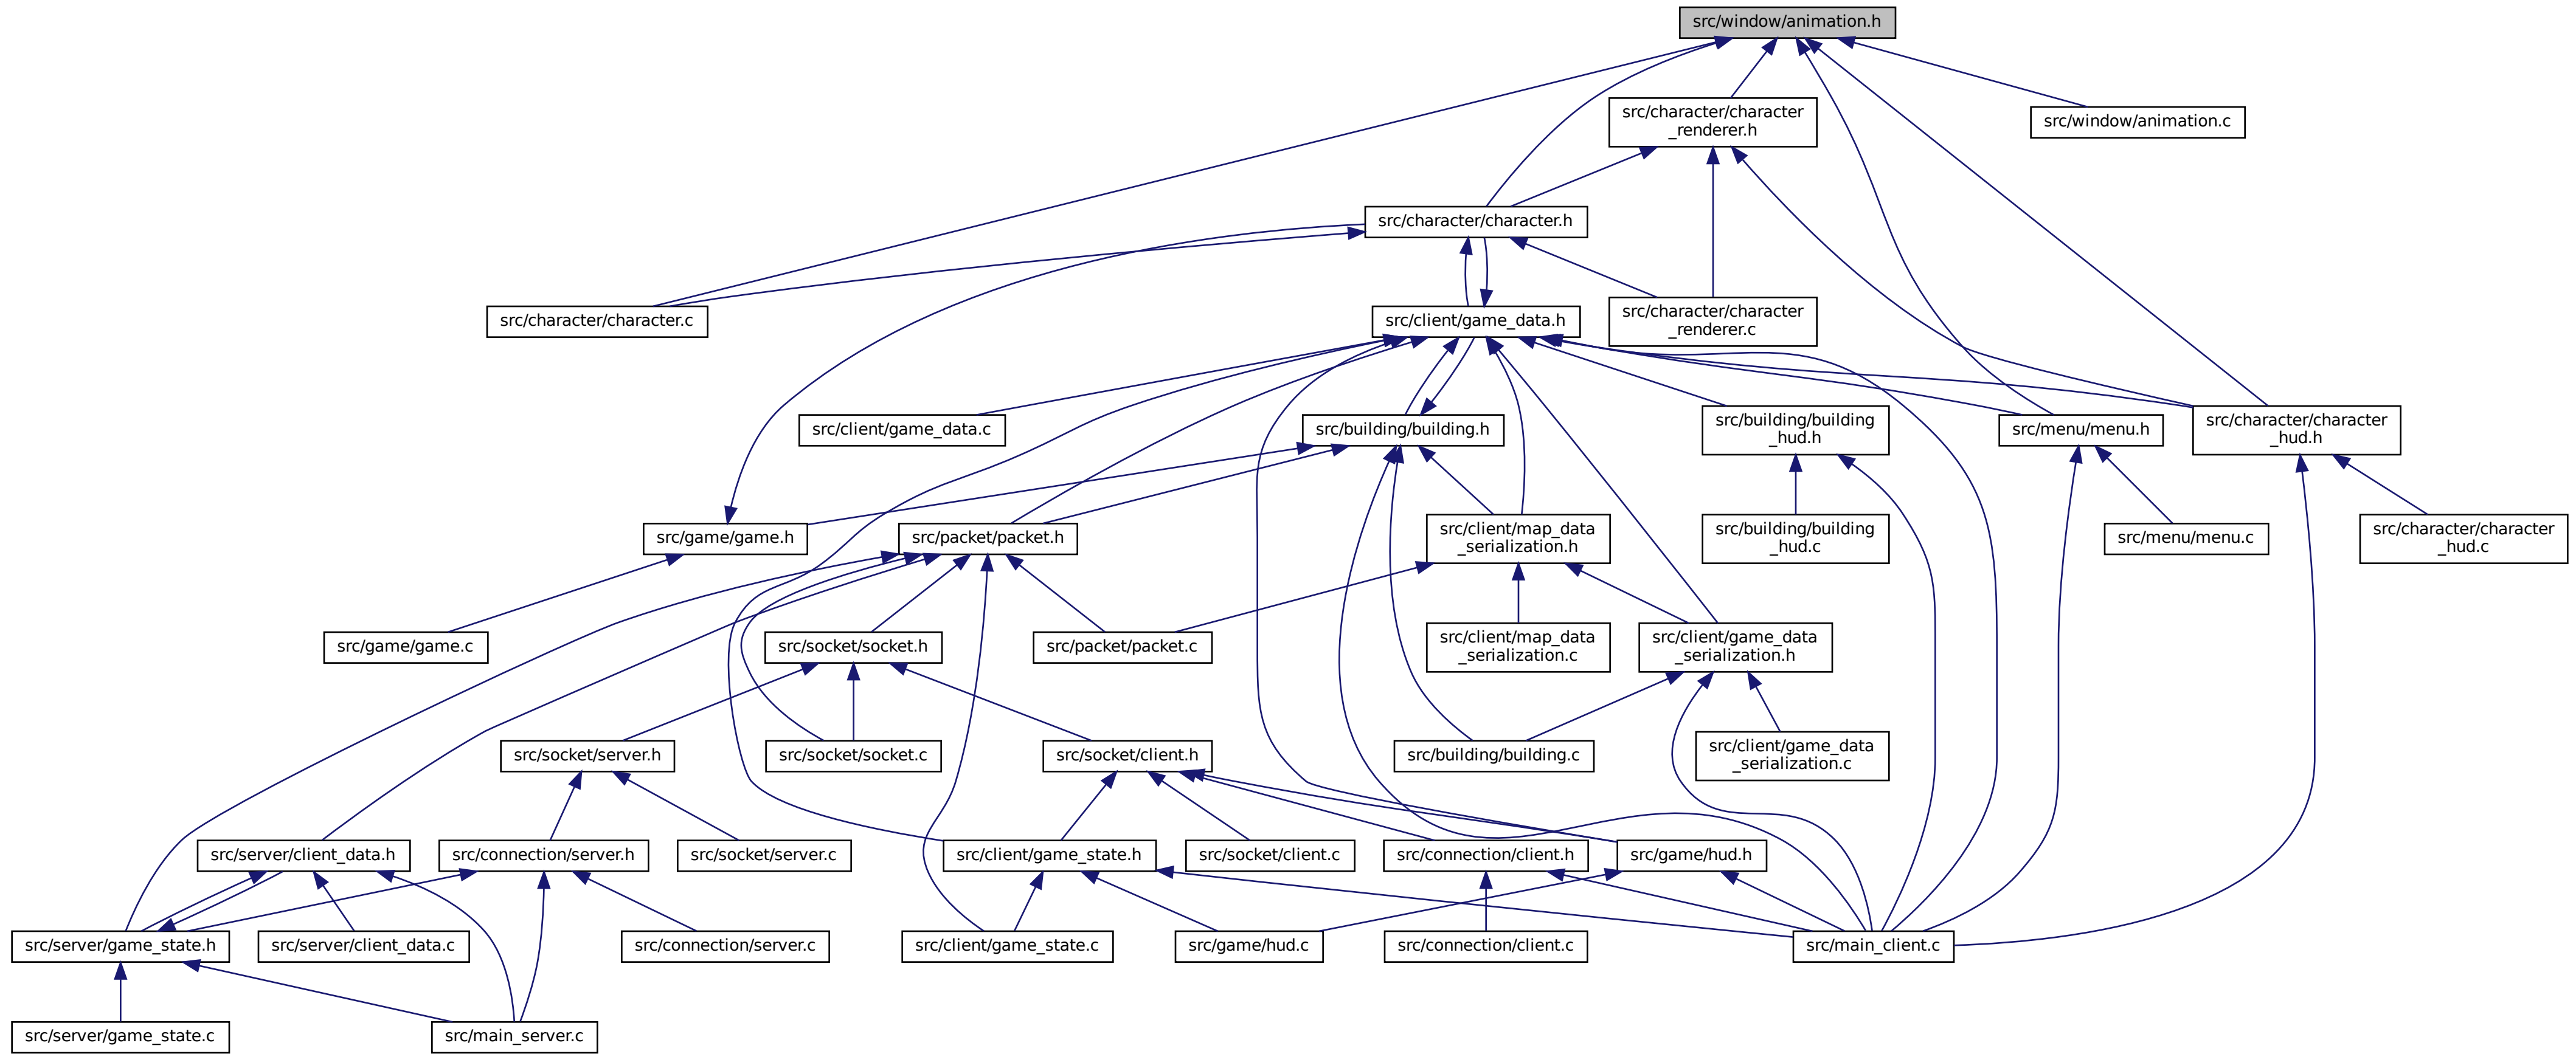 src/window/animation.h
src/character/character
_renderer.h
src/window/animation.c
src/character/character.h
src/character/character.c
src/client/game_data.h
src/character/character
_renderer.c
src/client/game_data.c
src/building/building.h
src/building/building
_hud.h
src/menu/menu.h
src/character/character
_hud.h
src/game/game.h
src/packet/packet.h
src/client/map_data
_serialization.h
src/building/building
_hud.c
src/menu/menu.c
src/character/character
_hud.c
src/game/game.c
src/socket/socket.h
src/packet/packet.c
src/client/map_data
_serialization.c
src/client/game_data
_serialization.h
src/socket/server.h
src/socket/socket.c
src/socket/client.h
src/building/building.c
src/client/game_data
_serialization.c
src/server/client_data.h
src/connection/server.h
src/socket/server.c
src/client/game_state.h
src/socket/client.c
src/connection/client.h
src/game/hud.h
src/server/game_state.h
src/server/client_data.c
src/connection/server.c
src/client/game_state.c
src/game/hud.c
src/connection/client.c
src/main_client.c
src/server/game_state.c
src/main_server.c